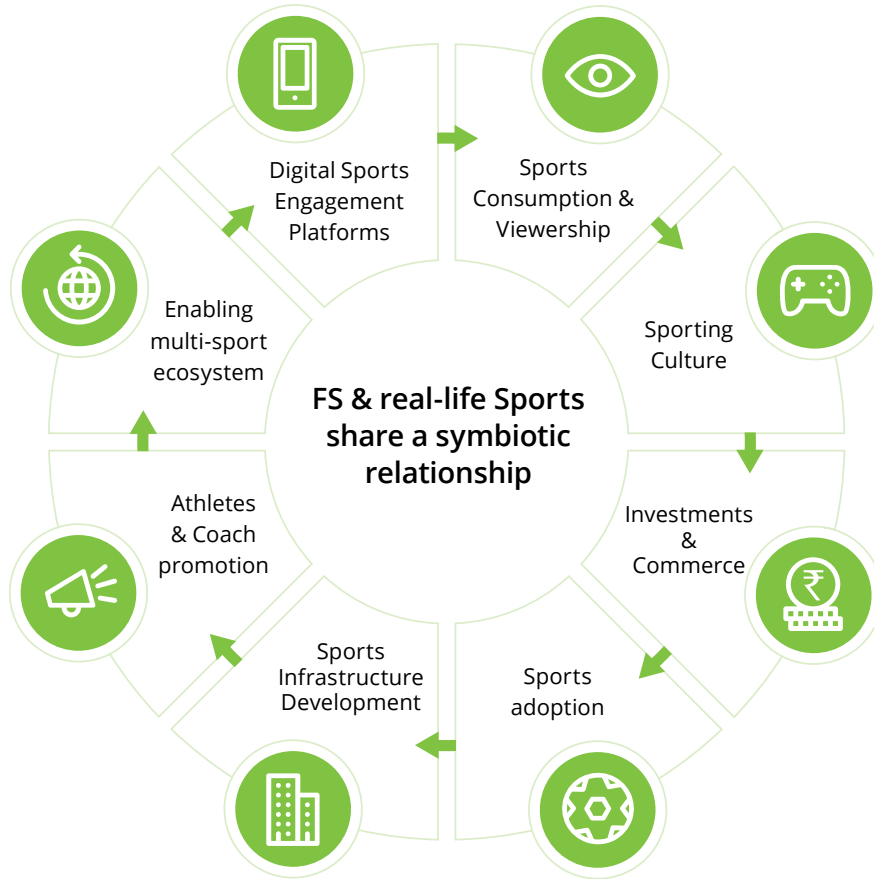 Digital Sports
Engagement
Platforms
Sports
Consumption &
Viewership
Sporting
Culture
Investments
&
Commerce
Sports
adoption
Sports
Infrastructure
Development
Athletes
& Coach
promotion
Enabling
multi-sport
ecosystem
FS & real-life Sports
share a symbiotic
relationship
₹